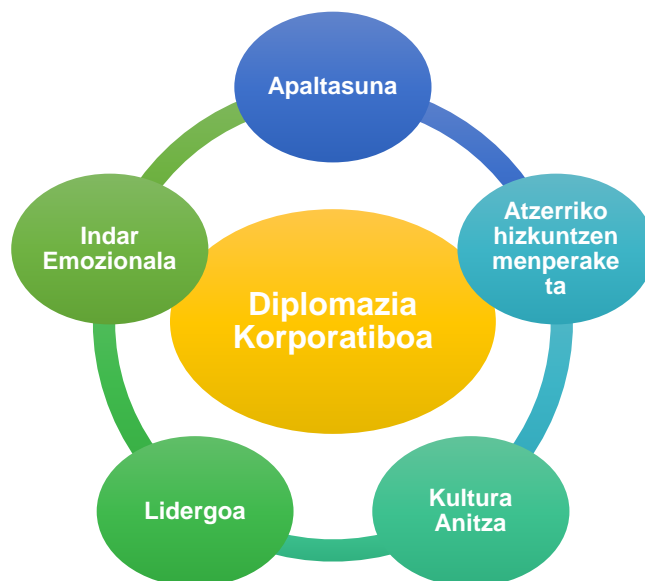 Apaltasuna
Atzerriko
hizkuntzen
menperake
ta
Kultura
Anitza
Lidergoa
Indar
Emozionala
Diplomazia
Korporatiboa